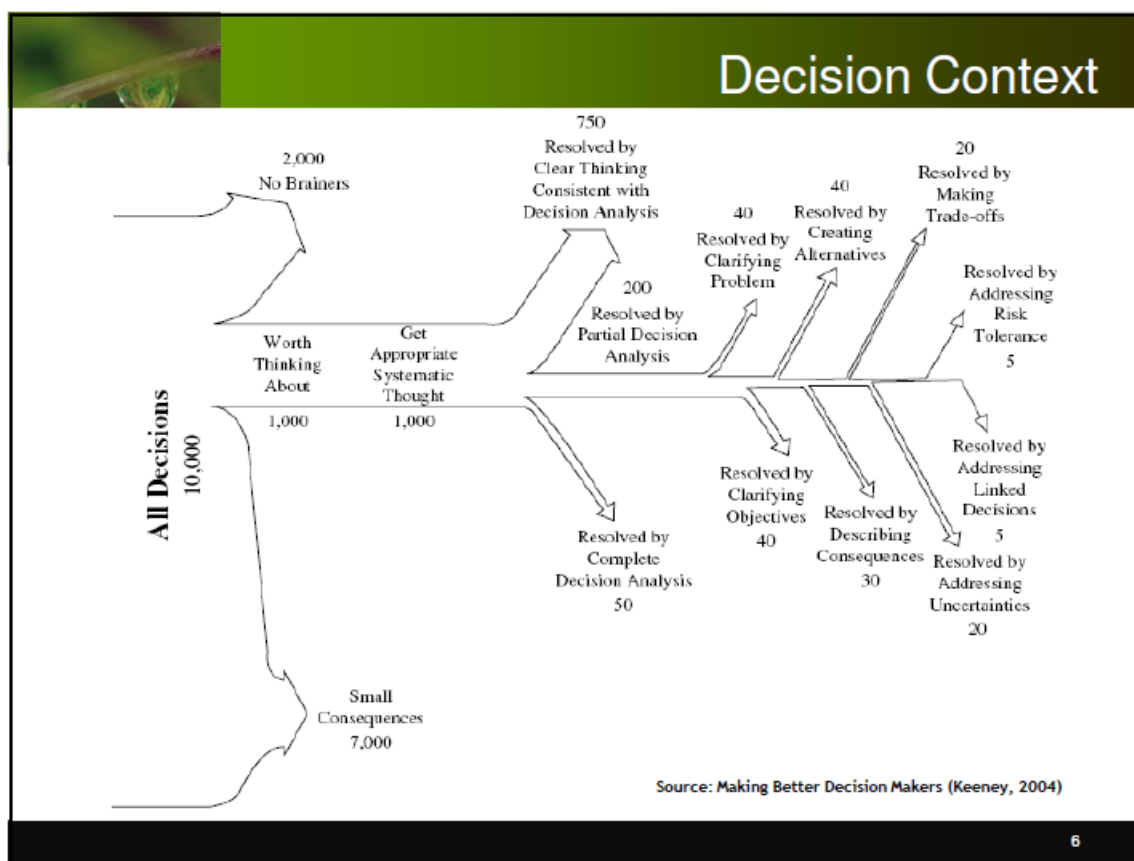 Decision Context
2,000
No Brainers
750
Resolved by
Clear Thinking
Consistent with
Decision Analysis
200
Resolved by
Partial Decision
Analysis
40
Resolved by
Clarifying
Problem
40
Resolved by
Creating
Alternatives
20
Resolved by
Making
Trade-offs
Resolved by
Addressing
Risk
Tolerance
5
All Decisions
10,000
Worth
Thinking
About
1,000
Get
Appropriate
Systematic
Thought
1,000
Resolved by
Complete
Decision Analysis
50
Resolved by
Clarifying
Objectives
40
Resolved by
Describing
Consequences
30
Resolved by
Addressing
Uncertainties
20
Resolved by
Addressing
Linked
Decisions
5
Small
Consequences
7,000
Source: Making Better Decision Makers (Keeney, 2004)
6